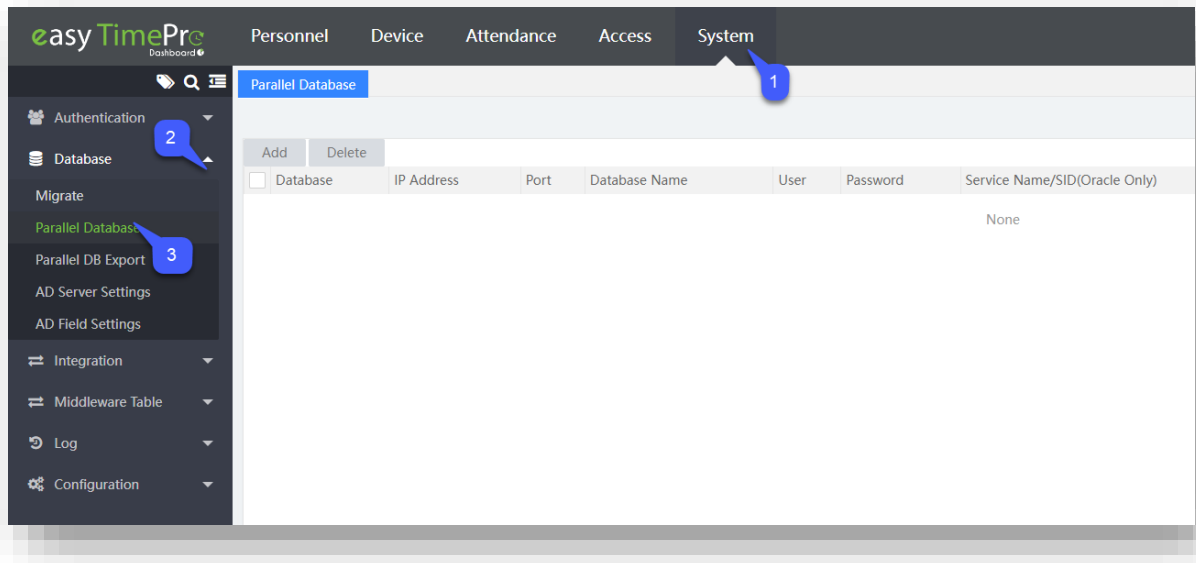 easy TimePro
Dashboard
Personnel Device Attendance Access System
1
Parallel Database
Authentication
2
Database
Add Delete
Database IP Address Port Database Name User Password Service Name/SID(Oracle Only)
Migrate
None
Parallel Database
3
Parallel DB Export
AD Server Settings
AD Field Settings
Integration
Middleware Table
Log
Configuration